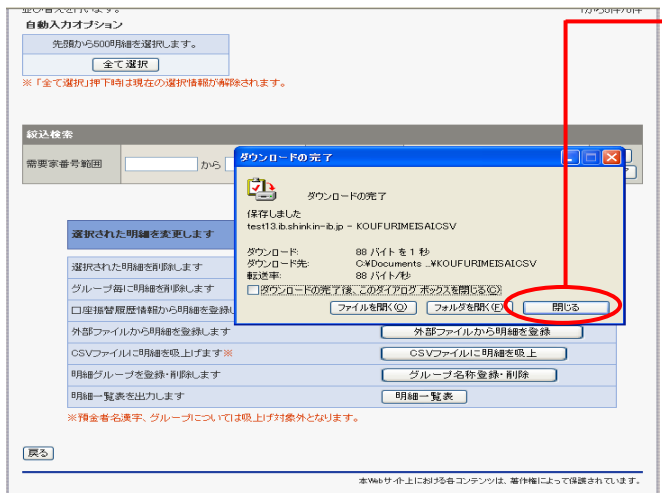 自動入力オプション
先頭から500明細を選択します。
全て選択
※「全て選択」押下時は現在の選択情報が解除されます。
絞込検索
需要家番号範囲 から
ダウンロードの完了
ダウンロードの完了
保存しました
test13.ib.shinkin-ib.jp - KOUFURIMEISAICSV
ダウンロード: 88 バイト を 1 秒
ダウンロード先: C:¥Documents ...¥KOUFURIMEISAICSV
転送率: 88 バイト/秒
ダウンロードの完了後、このダイアログ ボックスを閉じる(C)
ファイルを開く(O) フォルダを開く(F) 閉じる
選択された明細を変更します
選択された明細を削除します
グループ毎に明細を削除します
口座振替履歴情報から明細を登録し
外部ファイルから明細を登録します 外部ファイルから明細を登録
CSVファイルに明細を吸上げます※ CSVファイルに明細を吸上
明細グループを登録・削除します グループ名称登録・削除
明細一覧表を出力します 明細一覧表
※預金者名漢字、グループについては吸上げ対象外となります。
戻る
本Webサイト上における各コンテンツは、著作権によって保護されています。